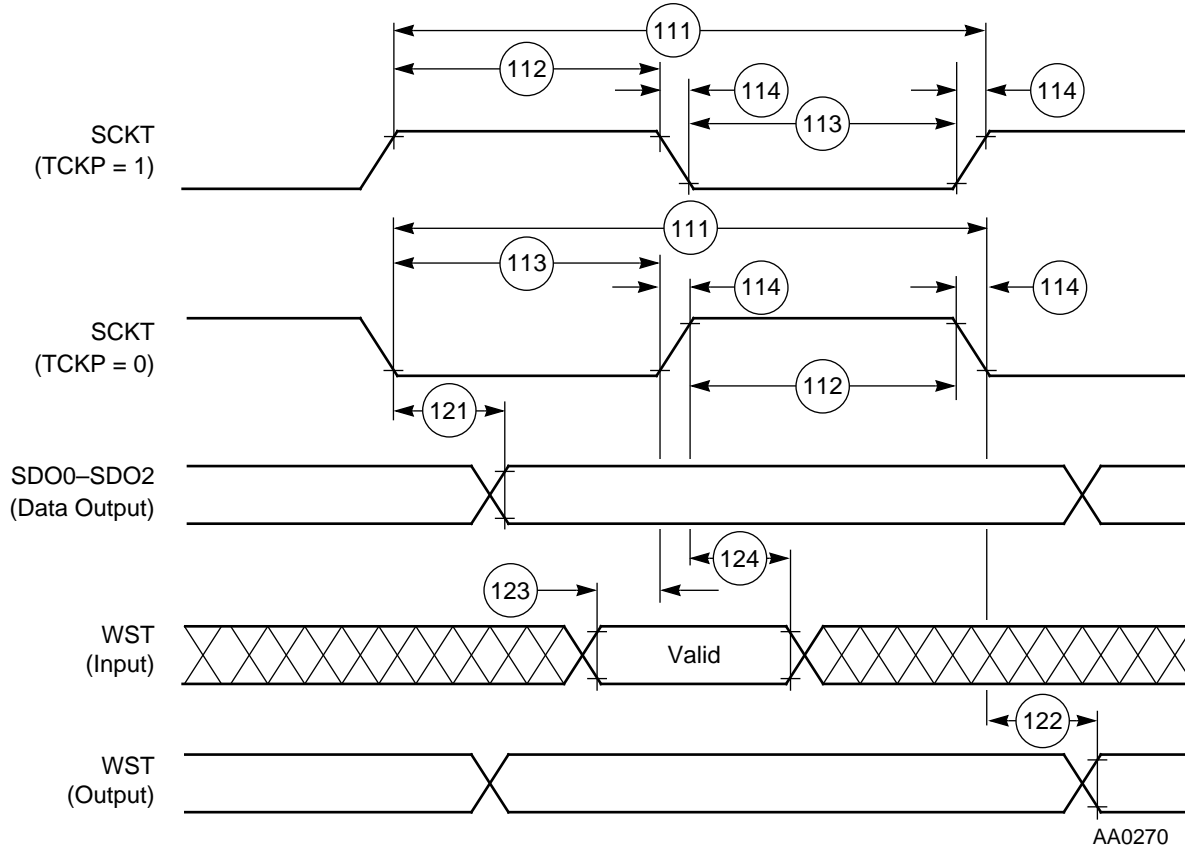 111
112
114
114
113
SCKT
(TCKP = 1)
111
113
114
114
SCKT
(TCKP = 0)
112
121
SDO0–SDO2
(Data Output)
124
123
WST
(Input)
Valid
122
WST
(Output)
AA0270